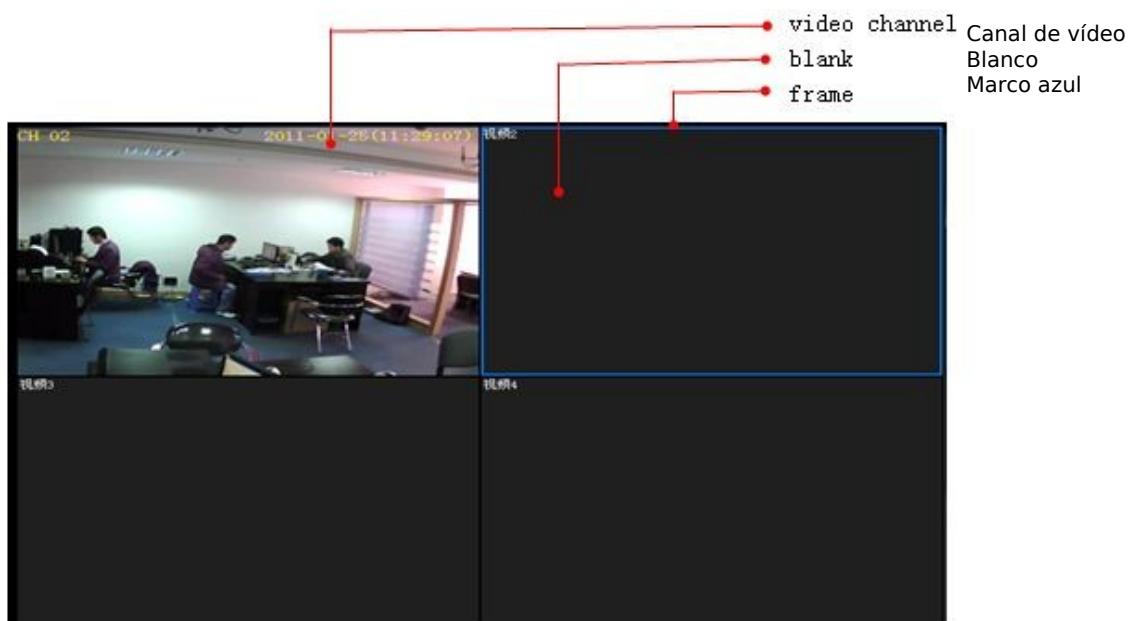 video channel
blank
frame
Canal de vídeo
Blanco
Marco azul
CH 02
视频2
视频3
视频4